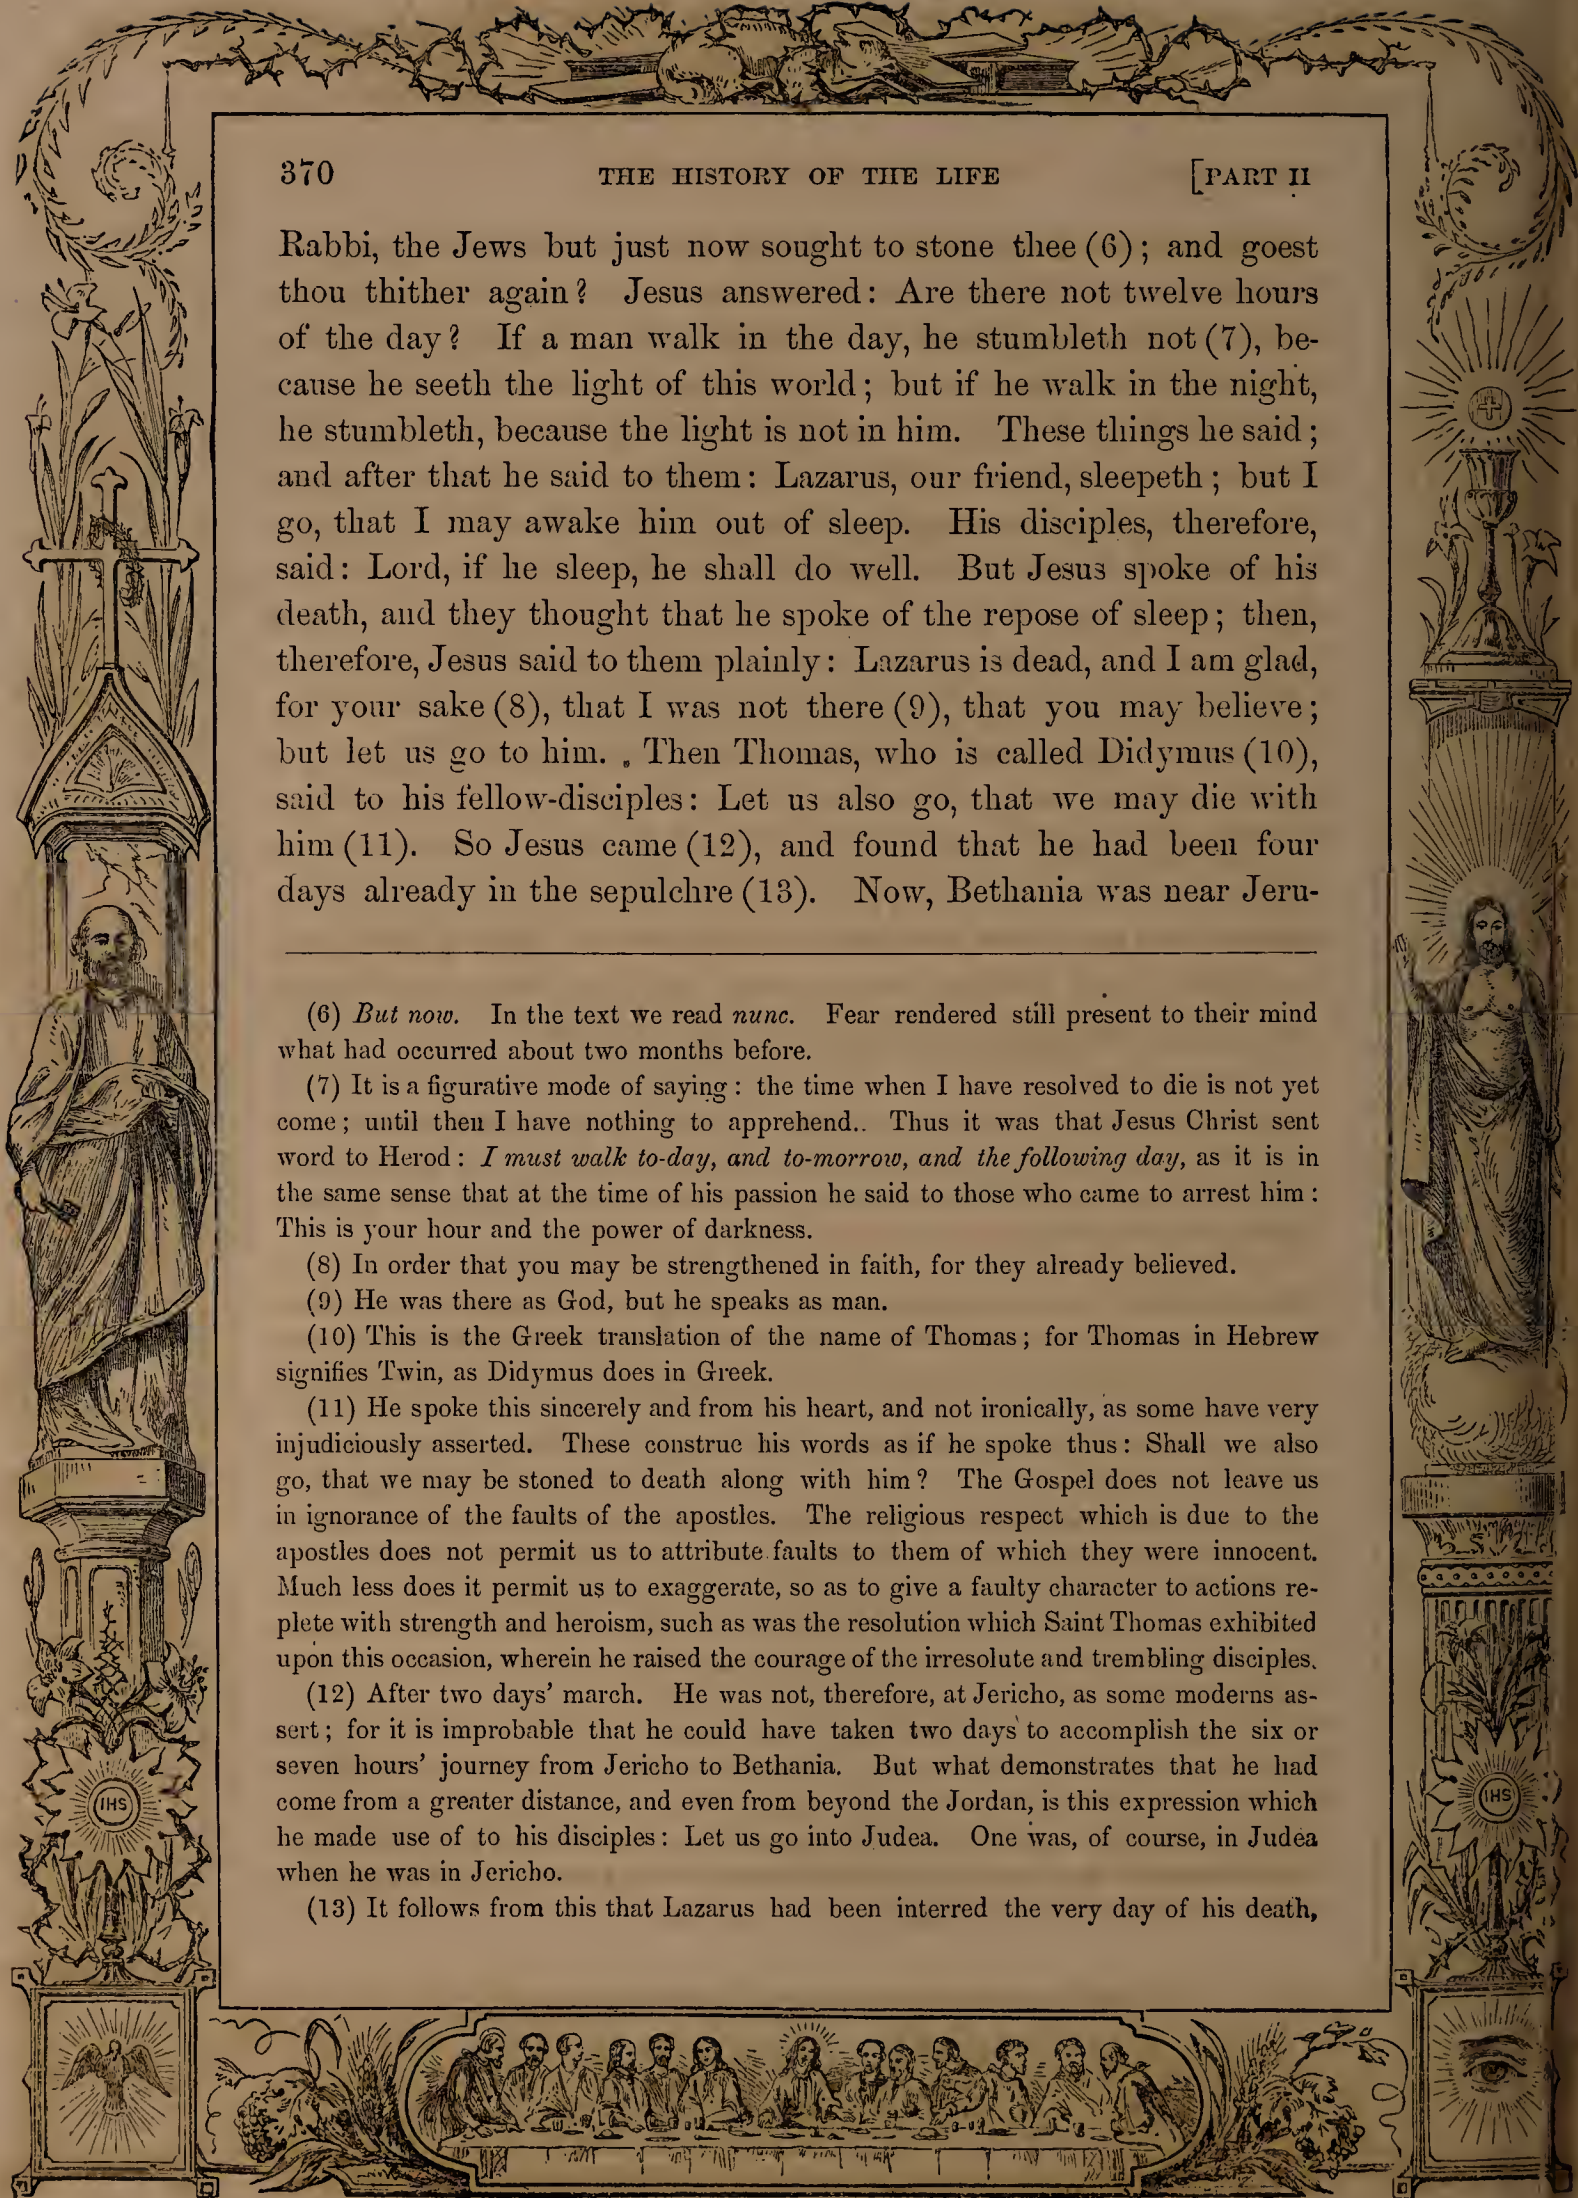 370 THE HISTORY OF THE LIFE [PART II
Rabbi, the Jews but just now sought to stone thee (6); and goest
thou thither again? Jesus answered: Are there not twelve hours
of the day? If a man walk in the day, he stumbleth not (7), be-
cause he seeth the light of this world; but if he walk in the night,
he stumbleth, because the light is not in him. These things he said;
and after that he said to them: Lazarus, our friend, sleepeth; but I
go, that I may awake him out of sleep. His disciples, therefore,
said: Lord, if he sleep, he shall do well. But Jesus spoke of his
death, and they thought that he spoke of the repose of sleep; then,
therefore, Jesus said to them plainly: Lazarus is dead, and I am glad,
for your sake (8), that I was not there (9), that you may believe;
but let us go to him. Then Thomas, who is called Didymus (10),
said to his fellow-disciples: Let us also go, that we may die with
him (11). So Jesus came (12), and found that he had been four
days already in the sepulchre (13). Now, Bethania was near Jeru-
(6) But now. In the text we read nunc. Fear rendered still present to their mind
what had occurred about two months before.
(7) It is a figurative mode of saying: the time when I have resolved to die is not yet
come; until then I have nothing to apprehend.. Thus it was that Jesus Christ sent
word to Herod: I must walk to-day, and to-morrow, and the following day, as it is in
the same sense that at the time of his passion he said to those who came to arrest him:
This is your hour and the power of darkness.
(8) In order that you may be strengthened in faith, for they already believed.
(9) He was there as God, but he speaks as man.
(10) This is the Greek translation of the name of Thomas; for Thomas in Hebrew
signifies Twin, as Didymus does in Greek.
(11) He spoke this sincerely and from his heart, and not ironically, as some have very
injudiciously asserted. These construe his words as if he spoke thus: Shall we also
go, that we may be stoned to death along with him? The Gospel does not leave us
in ignorance of the faults of the apostles. The religious respect which is due to the
apostles does not permit us to attribute faults to them of which they were innocent.
Much less does it permit us to exaggerate, so as to give a faulty character to actions re-
plete with strength and heroism, such as was the resolution which Saint Thomas exhibited
upon this occasion, wherein he raised the courage of the irresolute and trembling disciples.
(12) After two days' march. He was not, therefore, at Jericho, as some moderns as-
sert; for it is improbable that he could have taken two days to accomplish the six or
seven hours' journey from Jericho to Bethania. But what demonstrates that he had
come from a greater distance, and even from beyond the Jordan, is this expression which
he made use of to his disciples: Let us go into Judea. One was, of course, in Judea
when he was in Jericho.
(13) It follows from this that Lazarus had been interred the very day of his death,
IHS
IHS